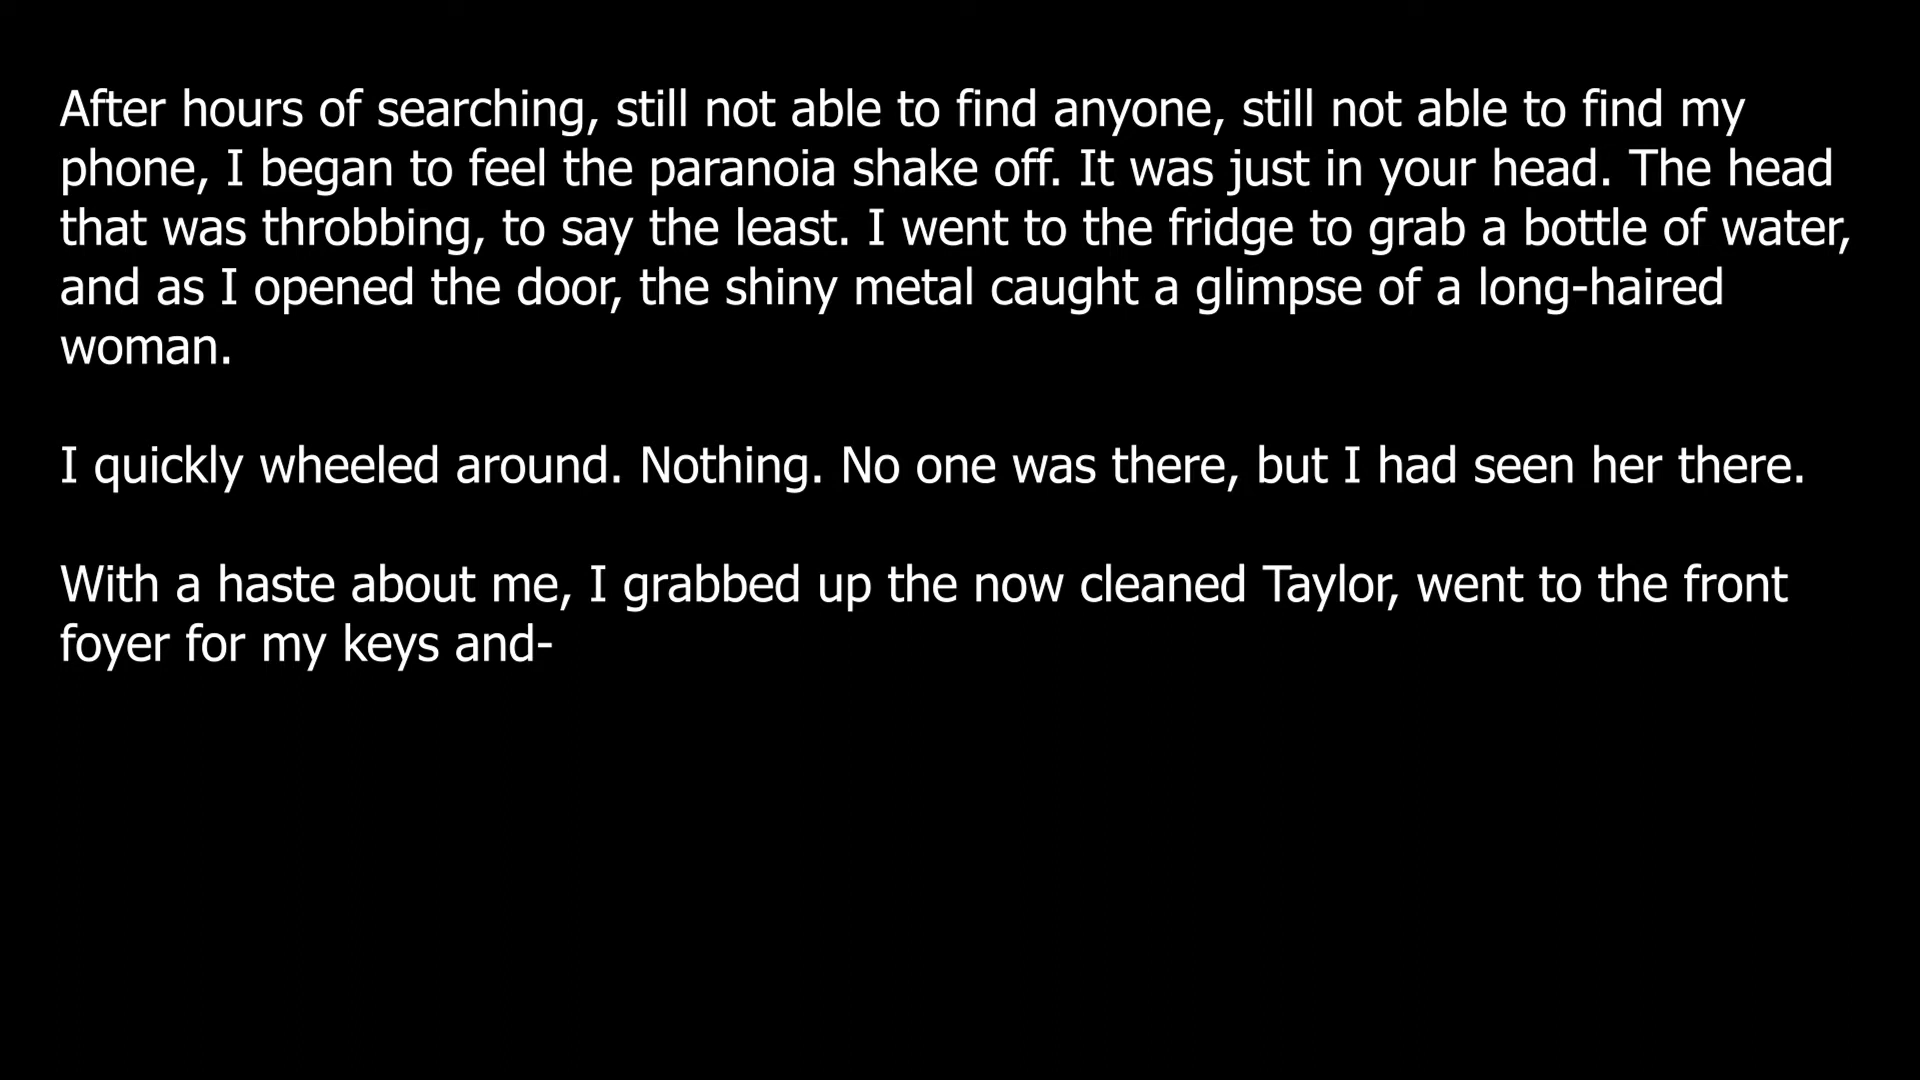 After hours of searching, still not able to find anyone, still not able to find my
phone, I began to feel the paranoia shake off. It was just in your head. The head
that was throbbing, to say the least. I went to the fridge to grab a bottle of water,
and as I opened the door, the shiny metal caught a glimpse of a long-haired
woman.
I quickly wheeled around. Nothing. No one was there, but I had seen her there.
With a haste about me, I grabbed up the now cleaned Taylor, went to the front
foyer for my keys and-